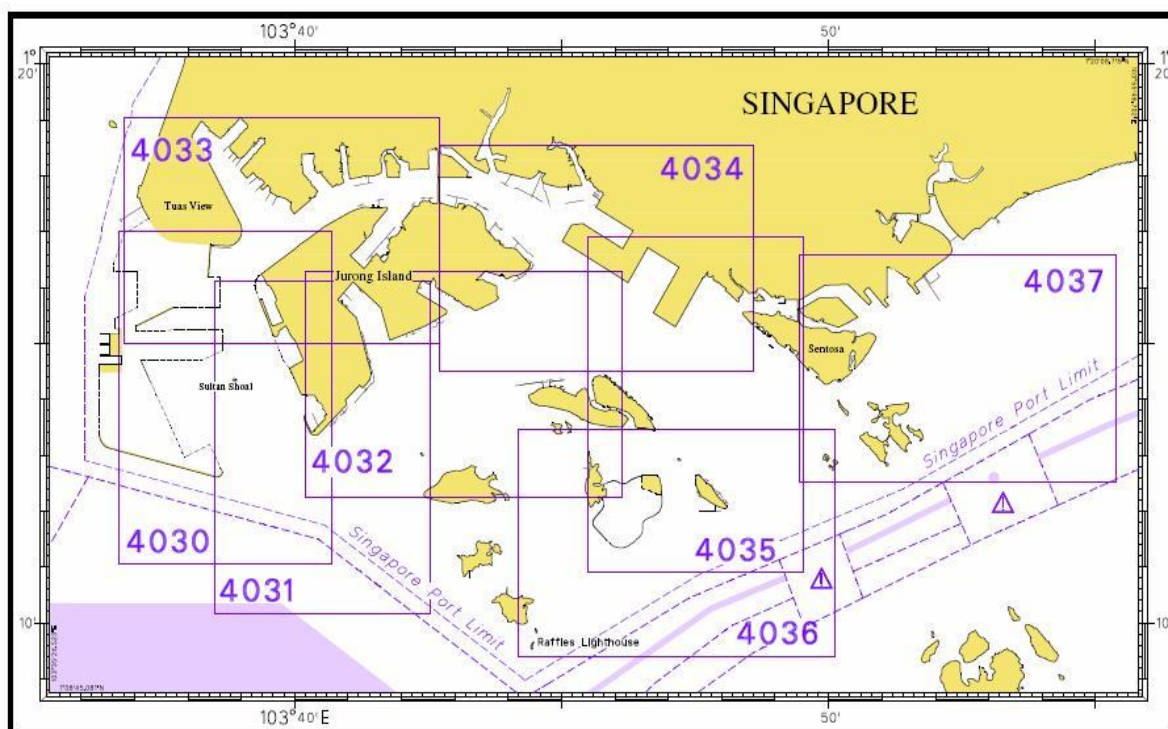 103°40'
50'
1°
20'
1°
20'
SINGAPORE
4033
4034
Tuas View
Jurong Island
4037
Sentosa
Sultan Shoal
Singapore Port Limit
4032
4030
4035
4031
Singapore Port Limit
4036
10'
10'
Raffles Lighthouse
103°40'E
50'